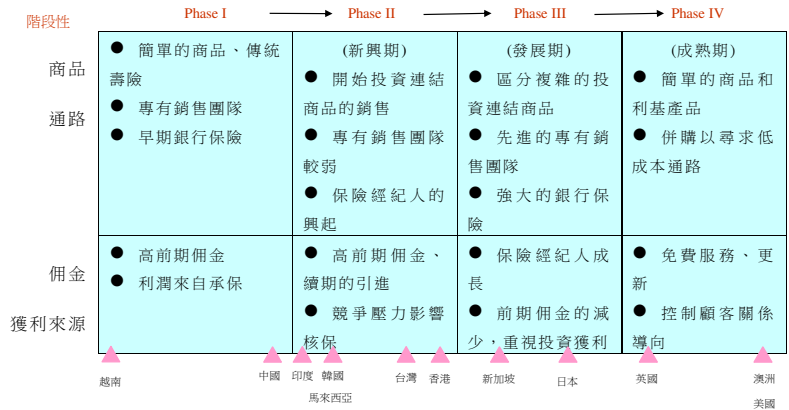 階段性
Phase I
Phase II
Phase III
Phase IV
商品
通路
● 簡單的商品、傳統
壽險
● 專有銷售團隊
● 早期銀行保險
(新興期)
● 開始投資連結
商品的銷售
● 專有銷售團隊
較弱
● 保險經紀人的
興起
(發展期)
● 區分複雜的投
資連結商品
● 先進的專有銷
售團隊
● 強大的銀行保
險
(成熟期)
● 簡單的商品和
利基產品
● 併購以尋求低
成本通路
佣金
獲利來源
● 高前期佣金
● 利潤來自承保
● 高前期佣金、
續期的引進
● 競爭壓力影響
核保
● 保險經紀人成
長
● 前期佣金的減
少，重視投資獲利
● 免費服務、更
新
● 控制顧客關係
導向
越南
中國
印度
韓國
馬來西亞
台灣
香港
新加坡
日本
英國
澳洲
美國